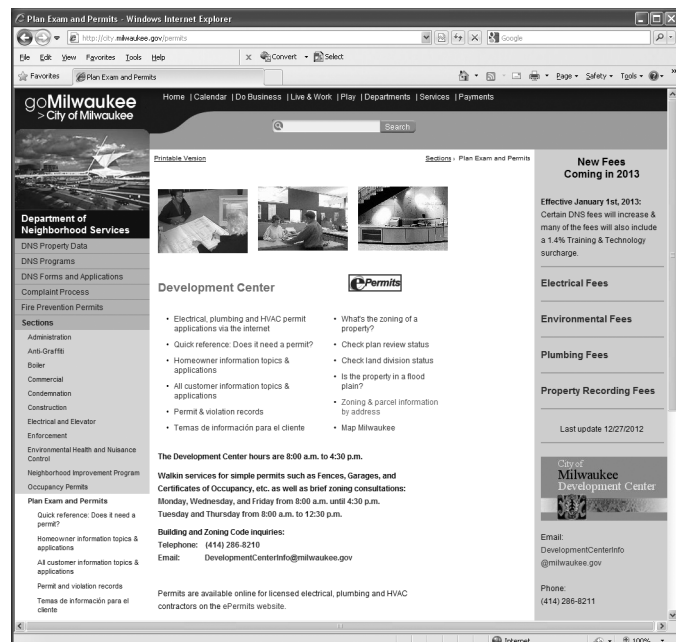 Plan Exam and Permits - Windows Internet Explorer
http://city.milwaukee.gov/permits
Google
File Edit View Favorites Tools Help
x Convert Select
Favorites
Plan Exam and Permits
Page Safety Tools
goMilwaukee
> City of Milwaukee
Home | Calendar | Do Business | Live & Work | Play | Departments | Services | Payments
Search
Department of
Neighborhood Services
DNS Property Data
DNS Programs
DNS Forms and Applications
Complaint Process
Fire Prevention Permits
Sections
Administration
Anti-Graffiti
Boiler
Commercial
Condemnation
Construction
Electrical and Elevator
Enforcement
Environmental Health and Nuisance
Control
Neighborhood Improvement Program
Occupancy Permits
Plan Exam and Permits
Quick reference: Does it need a
permit?
Homeowner information topics &
applications
All customer information topics &
applications
Permit and violation records
Temas de información para el
cliente
Printable Version
Sections › Plan Exam and Permits
Development Center
ePermits
• Electrical, plumbing and HVAC permit
applications via the internet
• Quick reference: Does it need a permit?
• Homeowner information topics &
applications
• All customer information topics &
applications
• Permit & violation records
• Temas de información para el cliente
• What's the zoning of a
property?
• Check plan review status
• Check land division status
• Is the property in a flood
plain?
• Zoning & parcel information
by address
• Map Milwaukee
The Development Center hours are 8:00 a.m. to 4:30 p.m.
Walkin services for simple permits such as Fences, Garages, and
Certificates of Occupancy, etc. as well as brief zoning consultations:
Monday, Wednesday, and Friday from 8:00 a.m. until 4:30 p.m.
Tuesday and Thursday from 8:00 a.m. to 12:30 p.m.
Building and Zoning Code inquiries:
Telephone: (414) 286-8210
Email: DevelopmentCenterInfo@milwaukee.gov
Permits are available online for licensed electrical, plumbing and HVAC
contractors on the ePermits website.
New Fees
Coming in 2013
Effective January 1st, 2013:
Certain DNS fees will increase &
many of the fees will also include
a 1.4% Training & Technology
surcharge.
Electrical Fees
Environmental Fees
Plumbing Fees
Property Recording Fees
Last update 12/27/2012
City of
Milwaukee
Development Center
Email:
DevelopmentCenterInfo
@milwaukee.gov
Phone:
(414) 286-8211
Internet
100%